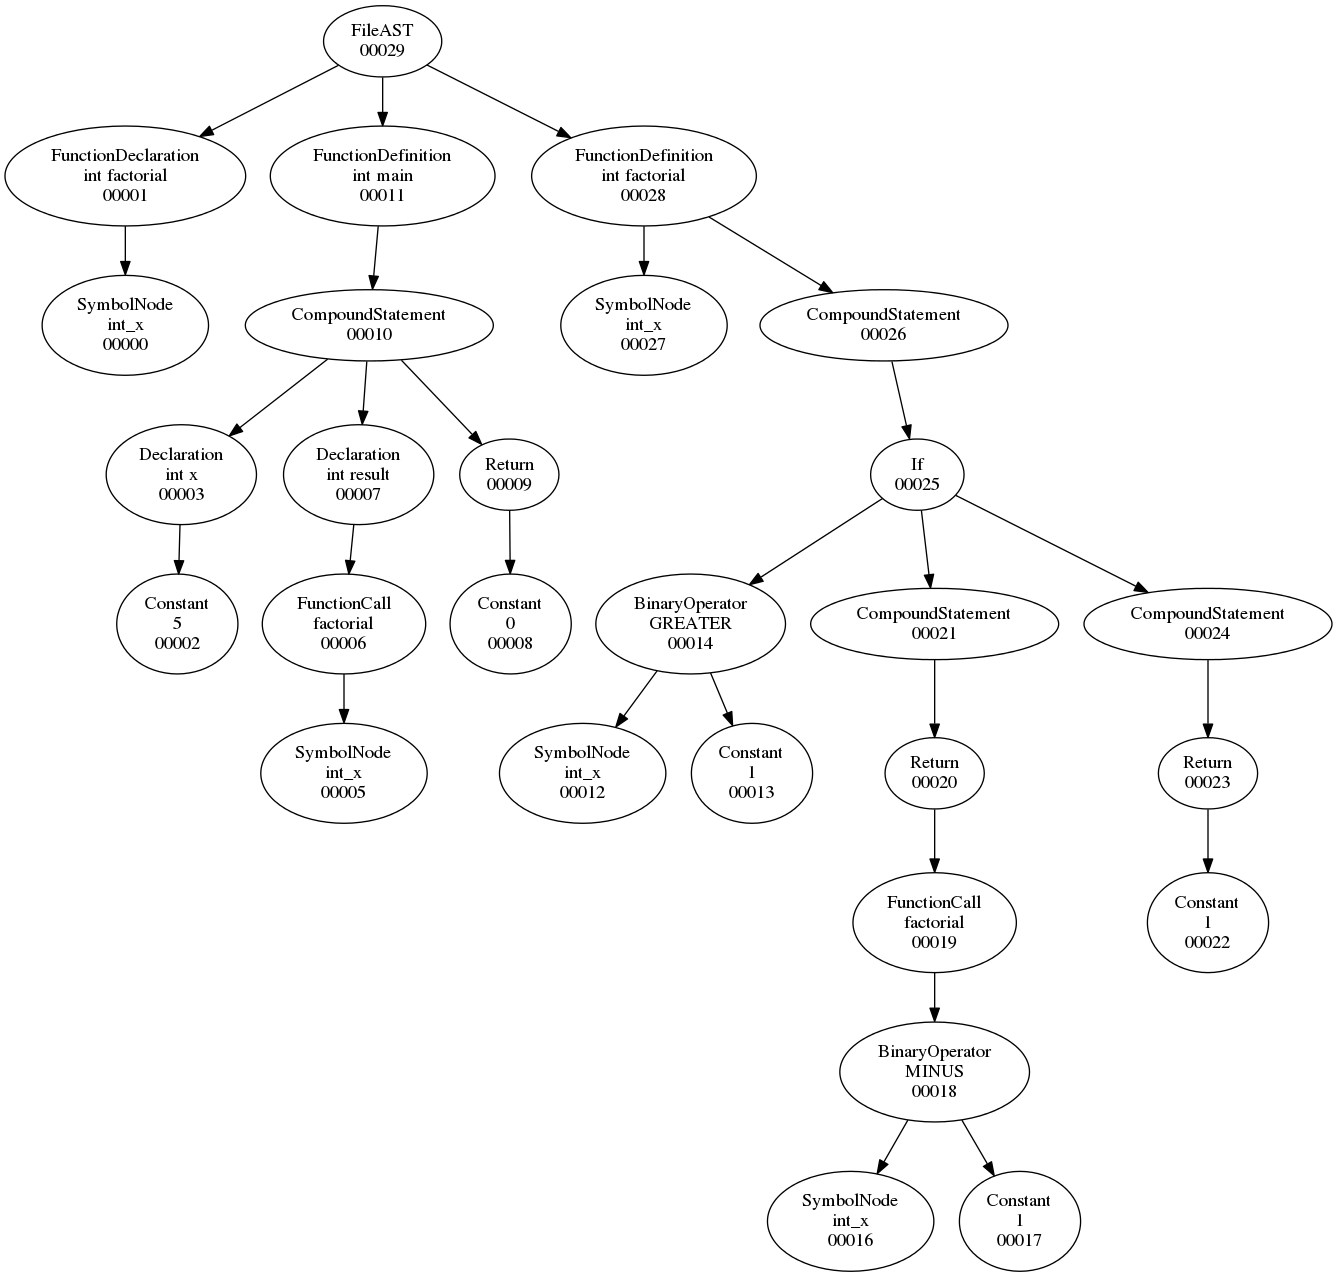 FileAST
00029
FunctionDeclaration
int factorial
00001
FunctionDefinition
int main
00011
FunctionDefinition
int factorial
00028
SymbolNode
int_x
00000
CompoundStatement
00010
SymbolNode
int_x
00027
CompoundStatement
00026
Declaration
int x
00003
Declaration
int result
00007
Return
00009
If
00025
Constant
5
00002
FunctionCall
factorial
00006
Constant
0
00008
BinaryOperator
GREATER
00014
CompoundStatement
00021
CompoundStatement
00024
SymbolNode
int_x
00005
SymbolNode
int_x
00012
Constant
1
00013
Return
00020
Return
00023
FunctionCall
factorial
00019
Constant
1
00022
BinaryOperator
MINUS
00018
SymbolNode
int_x
00016
Constant
1
00017